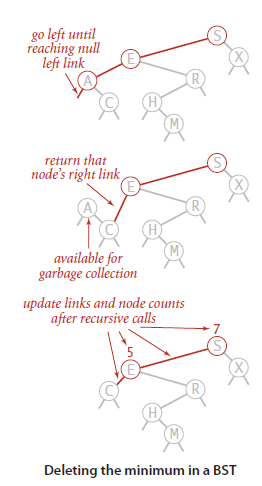 go left until
reaching null
left link
S
E
X
A
R
C
H
M
return that
node's right link
S
E
X
A
R
C
H
M
available for
garbage collection
update links and node counts
after recursive calls
7
5
S
E
X
C
R
H
M
Deleting the minimum in a BST